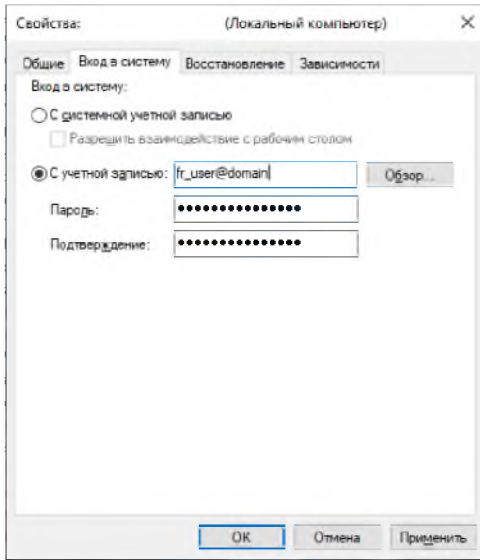 Свойства: (Локальный компьютер)
Общие Вход в систему Восстановление Зависимости
Вход в систему:
С системной учетной записью
Разрешить взаимодействие с рабочим столом
С учетной записью: fr_user@domain Обзор...
Пароль: •••••••••••••••
Подтверждение: •••••••••••••••
OK Отмена Применить